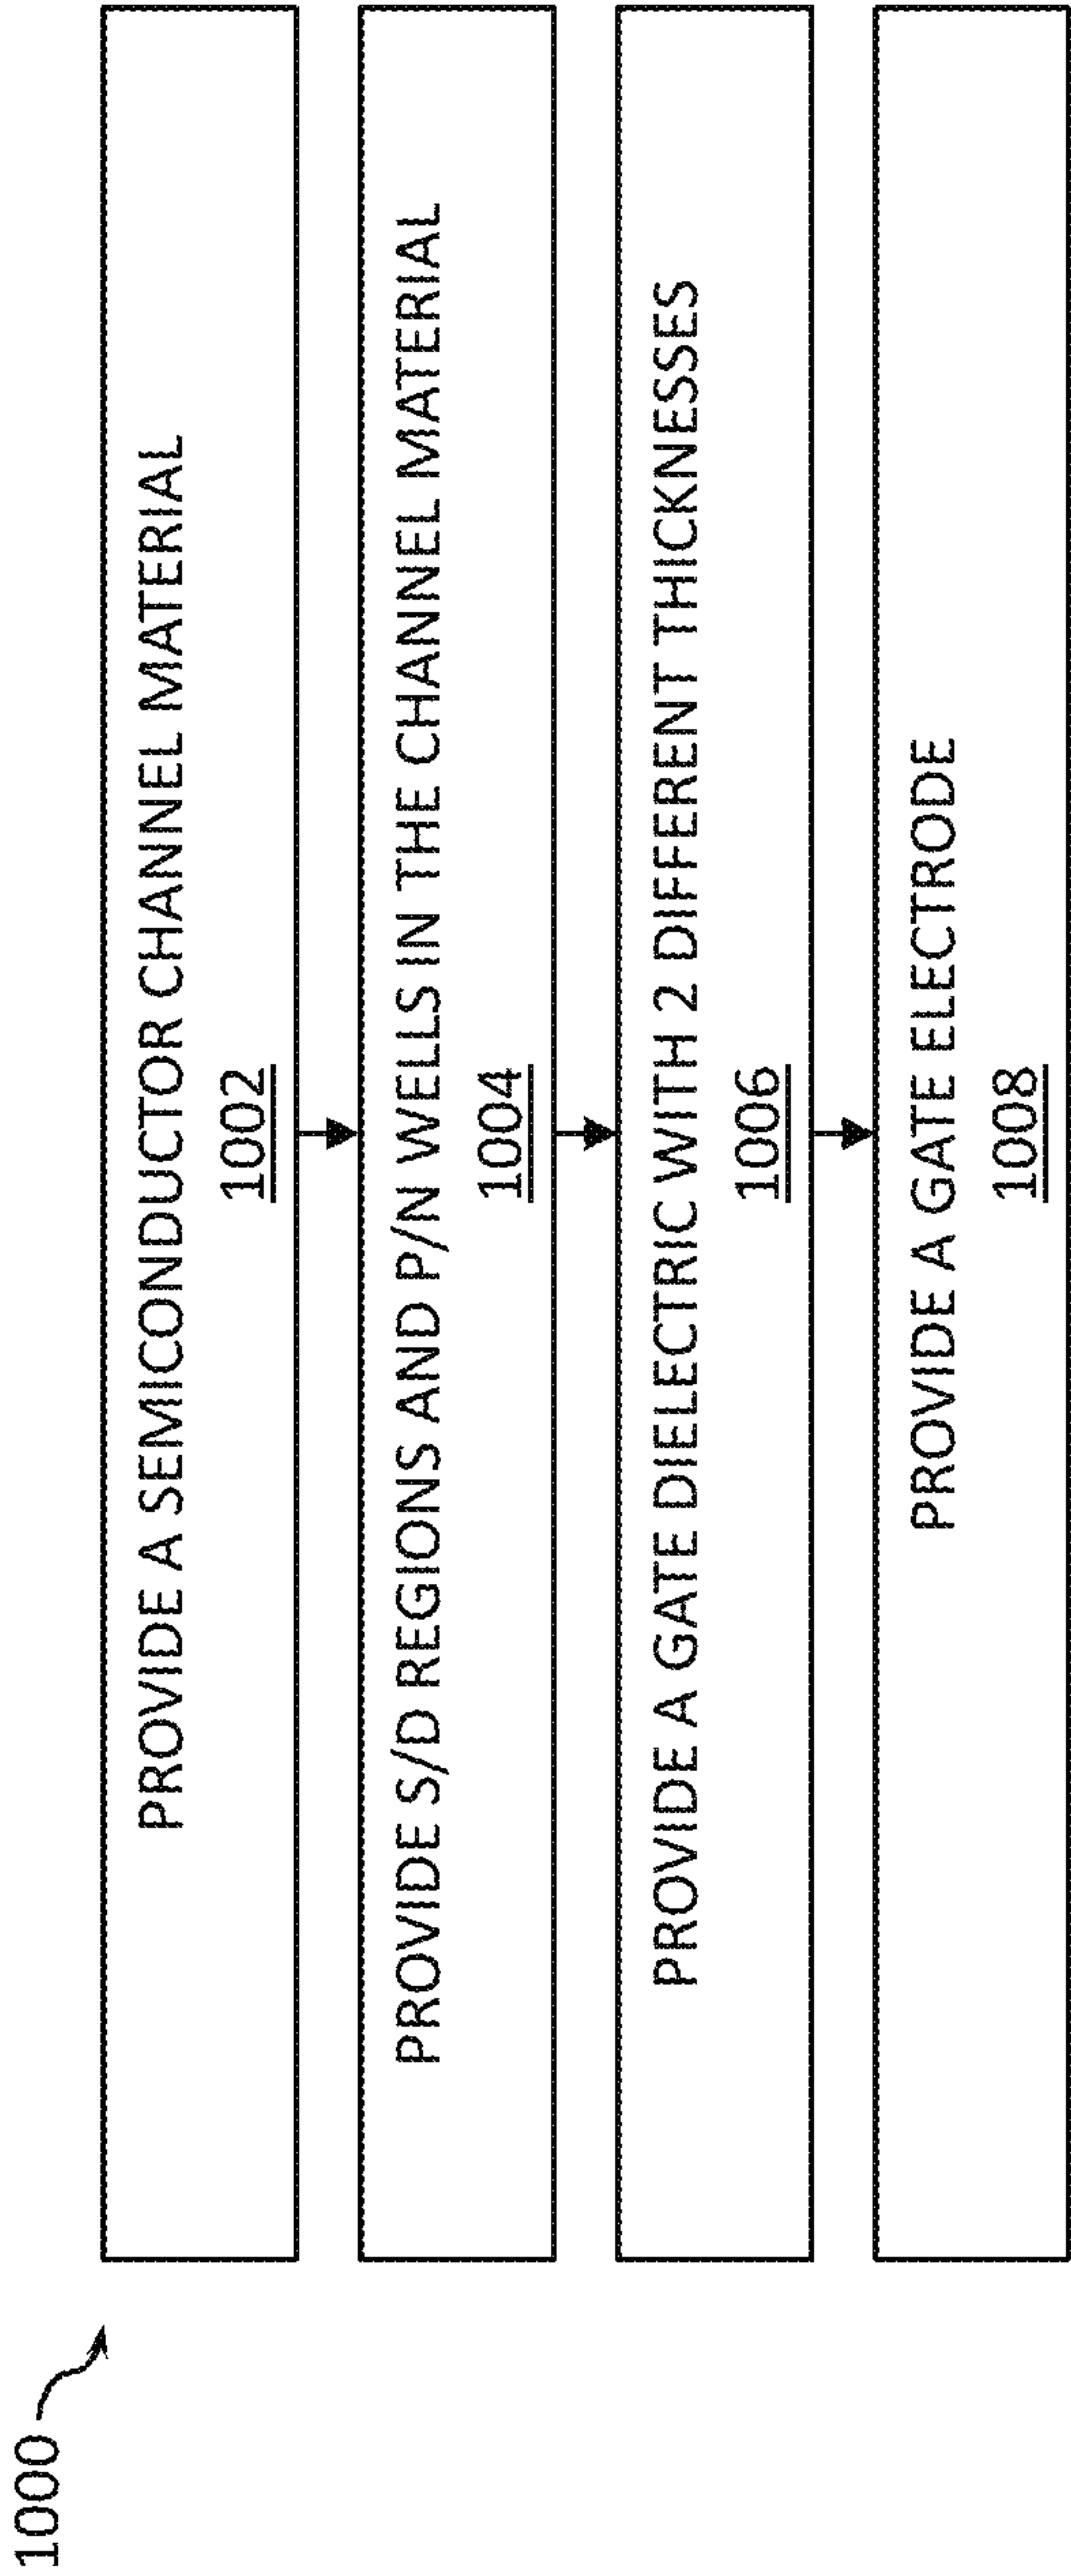 1000
PROVIDE A SEMICONDUCTOR CHANNEL MATERIAL
1002
PROVIDE S/D REGIONS AND P/N WELLS IN THE CHANNEL MATERIAL
1004
PROVIDE A GATE DIELECTRIC WITH 2 DIFFERENT THICKNESSES
1006
PROVIDE A GATE ELECTRODE
1008